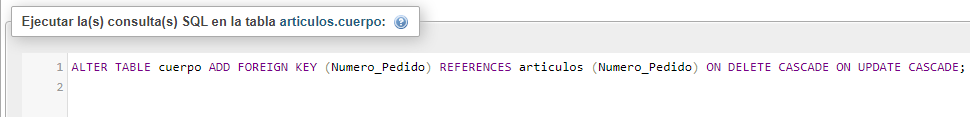 Ejecutar la(s) consulta(s) SQL en la tabla articulos.cuerpo:
1 ALTER TABLE cuerpo ADD FOREIGN KEY (Numero_Pedido) REFERENCES articulos (Numero_Pedido) ON DELETE CASCADE ON UPDATE CASCADE;
2